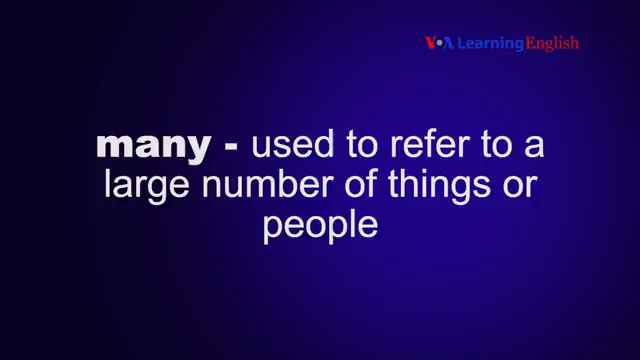 VOA Learning English
many - used to refer to a
large number of things or
people